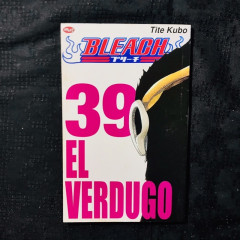 Tite Kubo
BLEACH
ブリーチ
39
EL
VERDUGO